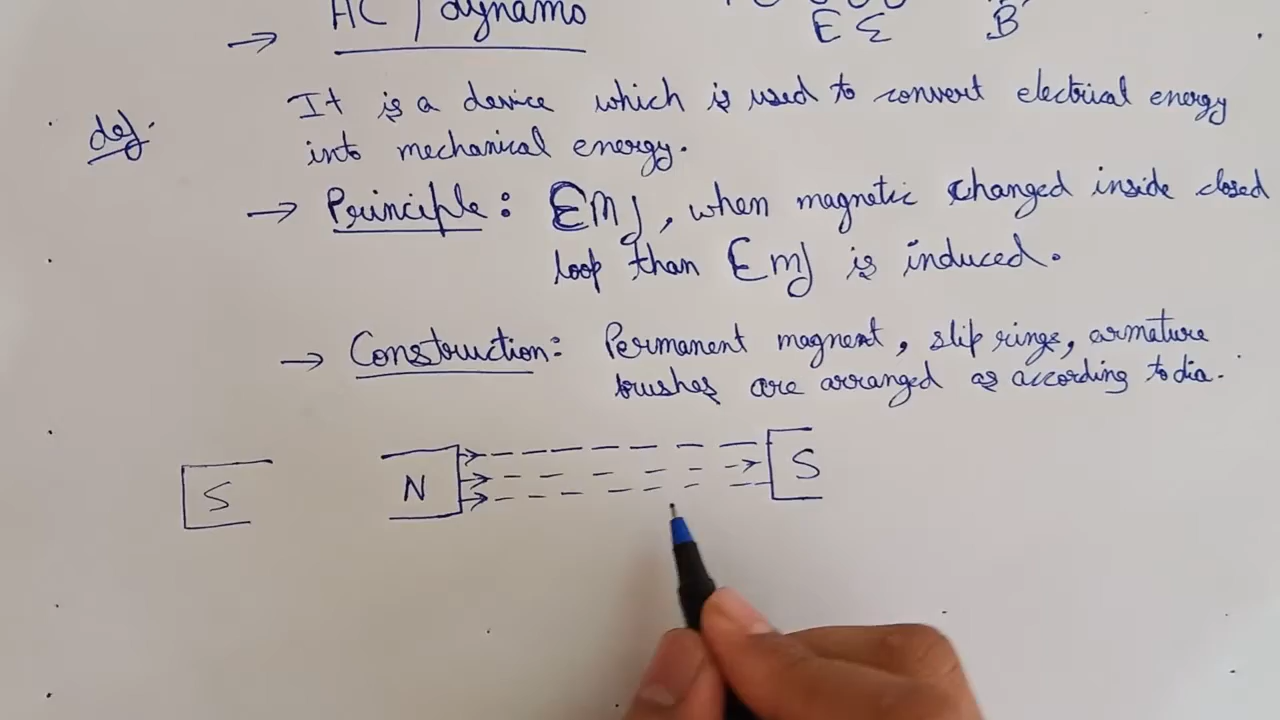 AC / dynamo
E Σ B
def.
It is a device which is used to convert electrical energy
into mechanical energy.
→ Principle: EMf, when magnetic changed inside closed
loop than Emf is induced.
→ Construction: Permanent magnent, slip rings, armature
brushes are arranged as according to dia.
S N S